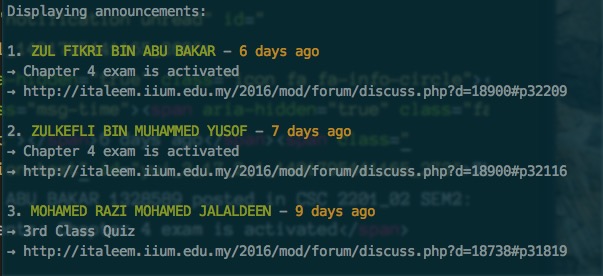 Displaying announcements:
1. ZUL FIKRI BIN ABU BAKAR – 6 days ago
→ Chapter 4 exam is activated
→ http://italeem.iium.edu.my/2016/mod/forum/discuss.php?d=18900#p32209
2. ZULKEFLI BIN MUHAMMED YUSOF – 7 days ago
→ Chapter 4 exam is activated
→ http://italeem.iium.edu.my/2016/mod/forum/discuss.php?d=18900#p32116
3. MOHAMED RAZI MOHAMED JALALDEEN – 9 days ago
→ 3rd Class Quiz
→ http://italeem.iium.edu.my/2016/mod/forum/discuss.php?d=18738#p31819